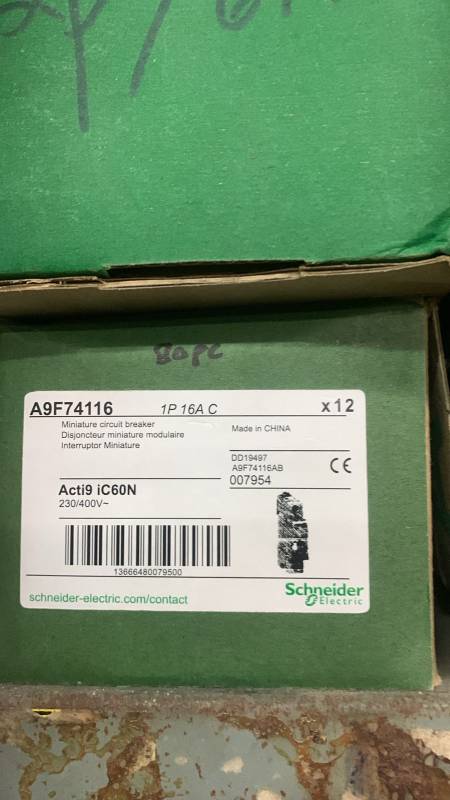 80PC
A9F74116 1P 16A C x12
Miniature circuit breaker
Disjoncteur miniature modulaire
Interruptor Miniature
Made in CHINA
DD19497
A9F74116AB
007954
CE
Acti9 iC60N
230/400V~
13666480079500
schneider-electric.com/contact
Schneider
Electric